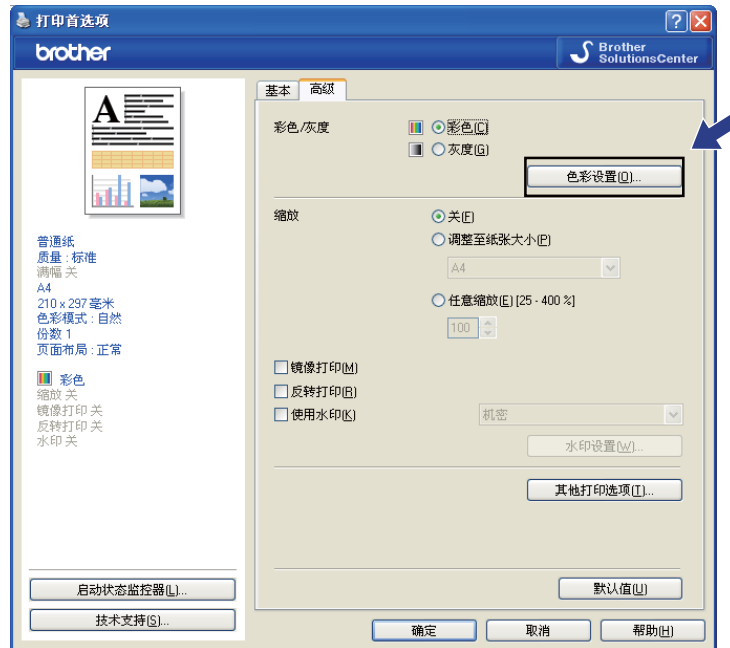 打印首选项
brother
Brother
SolutionsCenter
基本 高级
彩色/灰度
彩色(C)
灰度(G)
色彩设置(O)...
缩放
关(F)
调整至纸张大小(P)
A4
任意缩放(E) [25 - 400 %]
100
镜像打印(M)
反转打印(R)
使用水印(K)
机密
水印设置(W)...
其他打印选项(T)...
默认值(U)
A
普通纸
质量 : 标准
满幅 关
A4
210 x 297 毫米
色彩模式 : 自然
份数 1
页面布局 : 正常
彩色
缩放 关
镜像打印 关
反转打印 关
水印 关
启动状态监控器(L)...
技术支持(S)...
确定 取消 帮助(H)